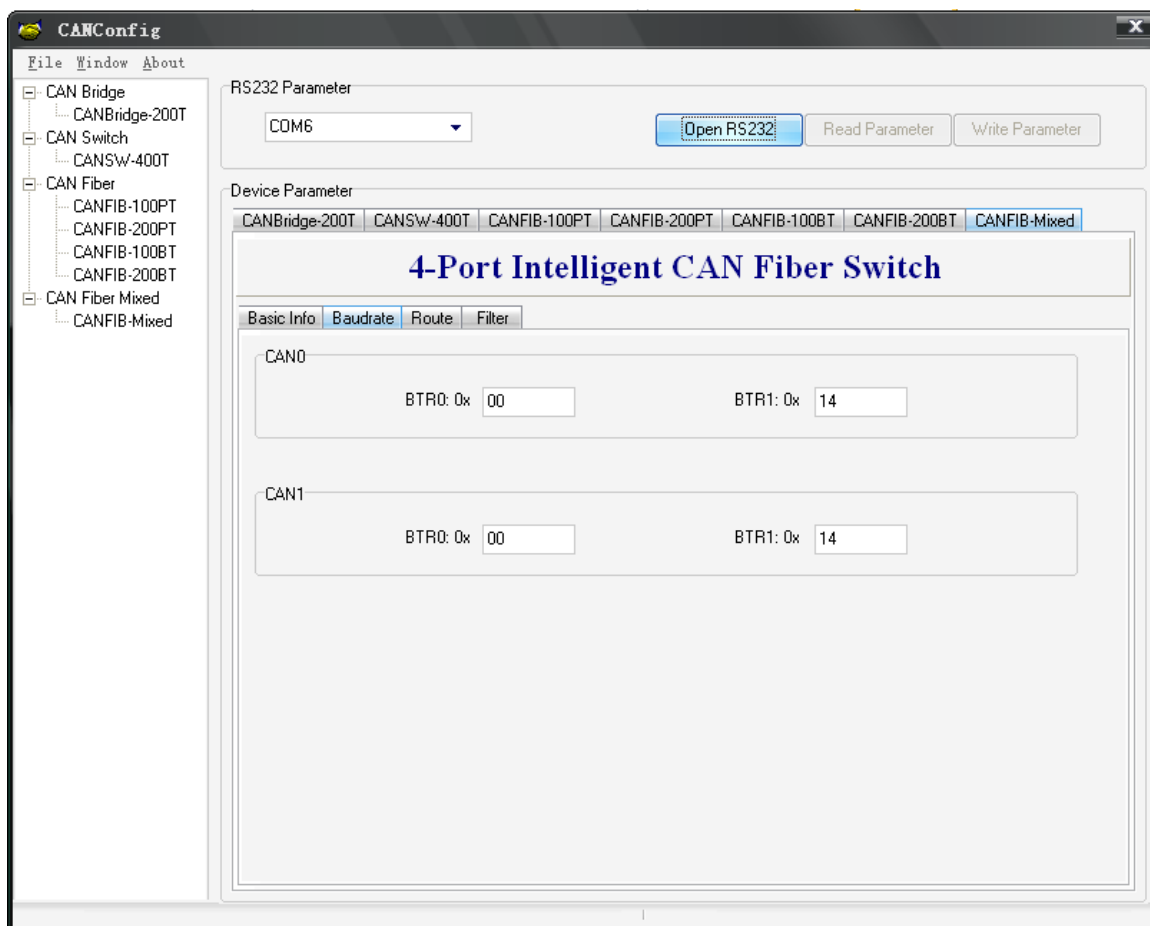 CANConfig
File Window About
CAN Bridge
CANBridge-200T
CAN Switch
CANSW-400T
CAN Fiber
CANFIB-100PT
CANFIB-200PT
CANFIB-100BT
CANFIB-200BT
CAN Fiber Mixed
CANFIB-Mixed
RS232 Parameter
COM6 Open RS232 Read Parameter Write Parameter
Device Parameter
CANBridge-200T CANSW-400T CANFIB-100PT CANFIB-200PT CANFIB-100BT CANFIB-200BT CANFIB-Mixed
4-Port Intelligent CAN Fiber Switch
Basic Info Baudrate Route Filter
CAN0
BTR0: 0x 00 BTR1: 0x 14
CAN1
BTR0: 0x 00 BTR1: 0x 14